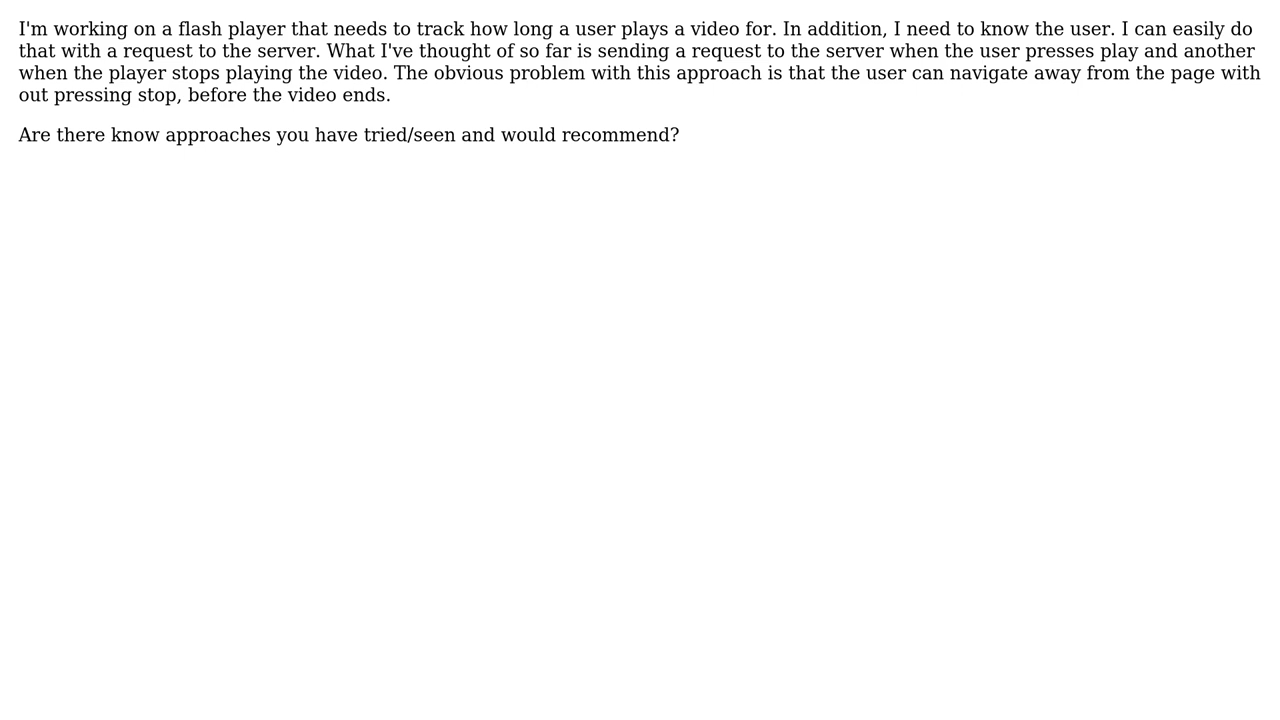 I'm working on a flash player that needs to track how long a user plays a video for. In addition, I need to know the user. I can easily do
that with a request to the server. What I've thought of so far is sending a request to the server when the user presses play and another
when the player stops playing the video. The obvious problem with this approach is that the user can navigate away from the page with
out pressing stop, before the video ends.
Are there know approaches you have tried/seen and would recommend?